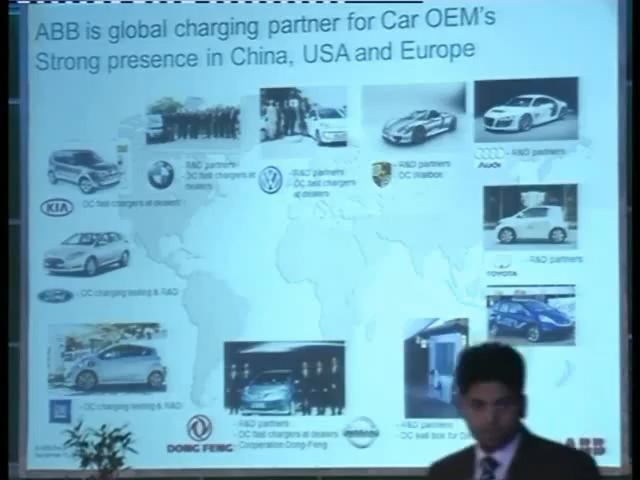 ABB is global charging partner for Car OEM's
Strong presence in China, USA and Europe
- R&D partners
- DC fast chargers at
dealers
- R&D partners
- DC fast chargers
at dealers
- R&D partners
DC Wallbox
- R&D partners
Audi
KIA
- DC fast chargers at dealers
TOYOTA
- R&D partners
Ford
- DC charging testing & R&D
GM
- DC charging testing & R&D
DONG FENG
- R&D partners
- DC fast chargers at dealers
- Cooperation Dong-Feng
NISSAN
- R&D partners
- DC wall box for
ABB